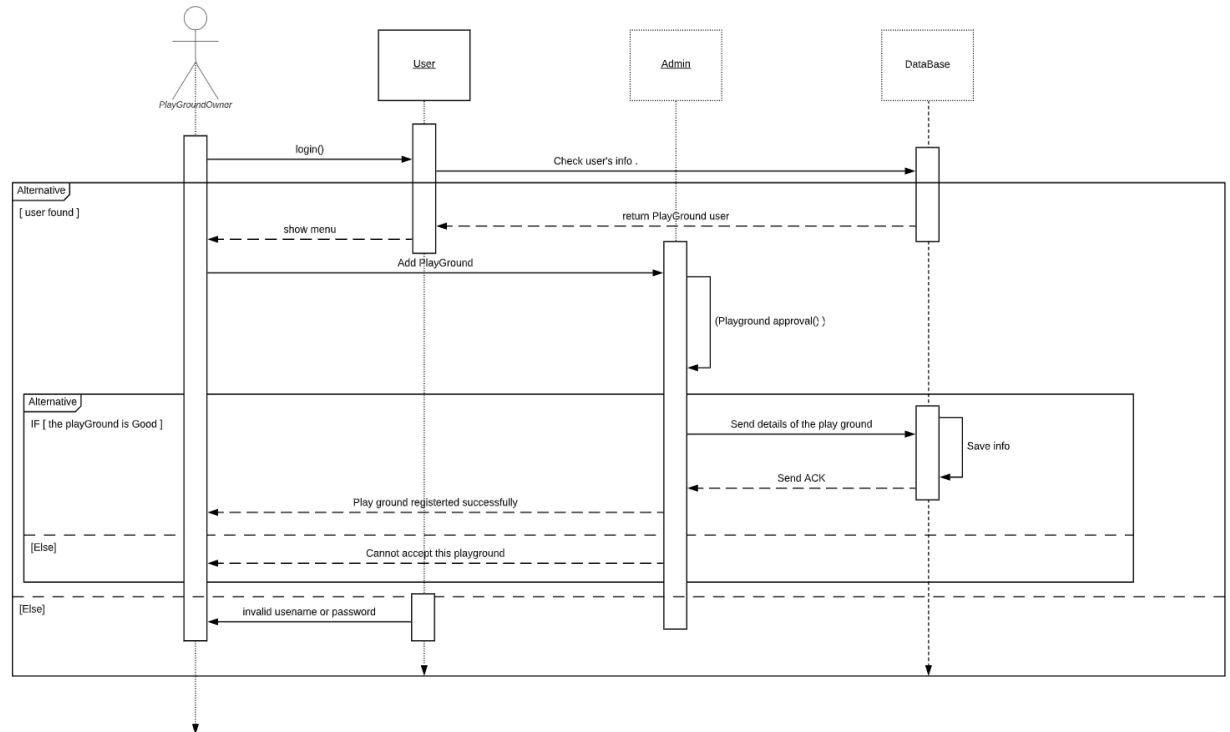 User
Admin
DataBase
PlayGroundOwner
login()
Check user's info .
Alternative
[ user found ]
return PlayGround user
show menu
Add PlayGround
(Playground approval() )
Alternative
IF [ the playGround is Good ]
Send details of the play ground
Save info
Send ACK
Play ground registerted successfully
[Else]
Cannot accept this playground
[Else]
invalid usename or password